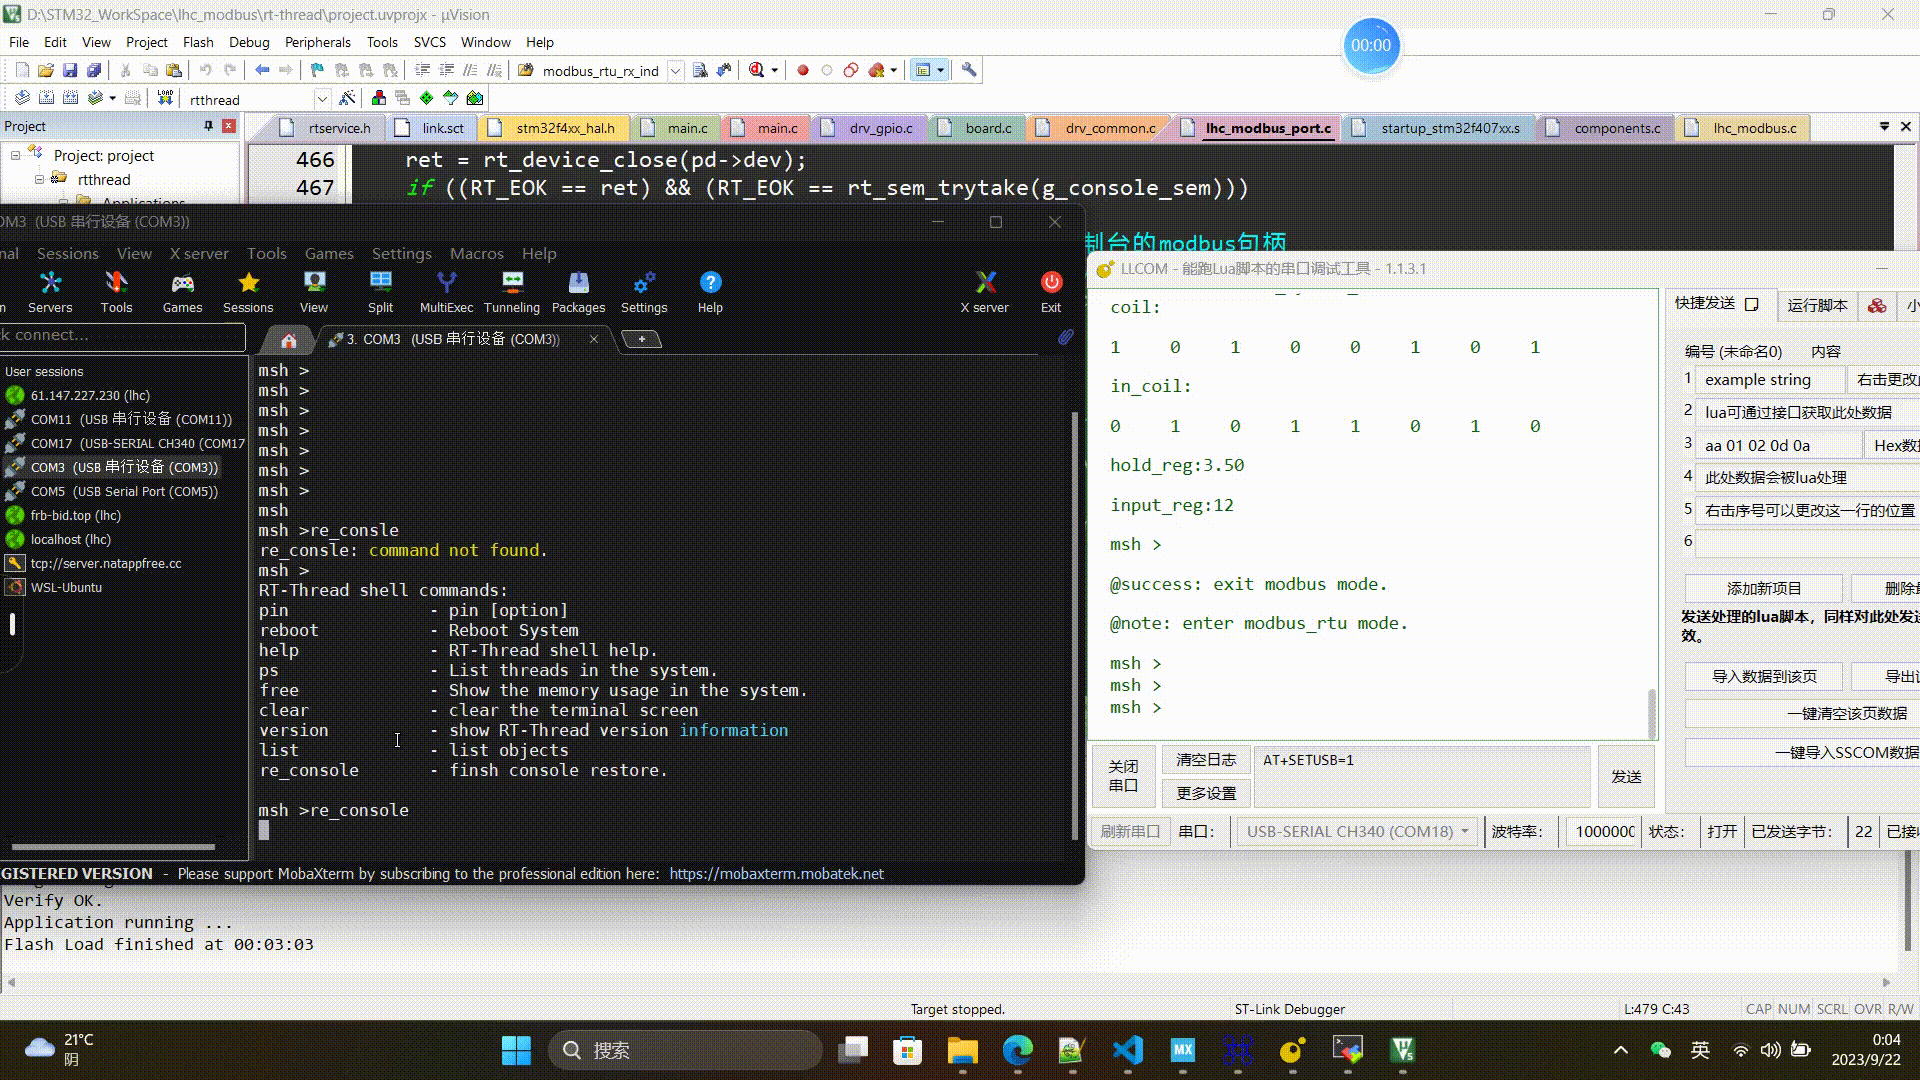 D:\STM32_WorkSpace\lhc_modbus\rt-thread\project.uvprojx - µVision
File Edit View Project Flash Debug Peripherals Tools SVCS Window Help
00:00
modbus_rtu_rx_ind
LOAD rtthread
Project
rtservice.h link.sct stm32f4xx_hal.h main.c main.c drv_gpio.c board.c drv_common.c lhc_modbus_port.c startup_stm32f407xx.s components.c lhc_modbus.c
Project: project
rtthread
466 ret = rt_device_close(pd->dev);
467 if ((RT_EOK == ret) && (RT_EOK == rt_sem_trytake(g_console_sem)))
制台的modbus句柄
OM3 (USB 串行设备 (COM3))
nal Sessions View X server Tools Games Settings Macros Help
Servers Tools Games Sessions View Split MultiExec Tunneling Packages Settings Help X server Exit
ck connect...
3. COM3 (USB 串行设备 (COM3))
User sessions
61.147.227.230 (lhc)
COM11 (USB 串行设备 (COM11))
COM17 (USB-SERIAL CH340 (COM17
COM3 (USB 串行设备 (COM3))
COM5 (USB Serial Port (COM5))
frb-bid.top (lhc)
localhost (lhc)
tcp://server.natappfree.cc
WSL-Ubuntu
msh >
msh >
msh >
msh >
msh >
msh >
msh >
msh
msh >re_consle
re_consle: command not found.
msh >
RT-Thread shell commands:
pin - pin [option]
reboot - Reboot System
help - RT-Thread shell help.
ps - List threads in the system.
free - Show the memory usage in the system.
clear - clear the terminal screen
version - show RT-Thread version information
list - list objects
re_console - finsh console restore.
msh >re_console
GISTERED VERSION - Please support MobaXterm by subscribing to the professional edition here: https://mobaxterm.mobatek.net
LLCOM - 能跑Lua脚本的串口调试工具 - 1.1.3.1
coil:
1 0 1 0 0 1 0 1
in_coil:
0 1 0 1 1 0 1 0
hold_reg:3.50
input_reg:12
msh >
@success: exit modbus mode.
@note: enter modbus_rtu mode.
msh >
msh >
msh >
快捷发送 运行脚本 小
编号 (未命名0) 内容
1 example string 右击更改
2 lua可通过接口获取此处数据
3 aa 01 02 0d 0a Hex数
4 此处数据会被lua处理
5 右击序号可以更改这一行的位置
6
添加新项目 删除
发送处理的lua脚本，同样对此处发
效。
导入数据到该页 导出
一键清空该页数据
一键导入SSCOM数据
关闭
串口
清空日志
更多设置
AT+SETUSB=1
发送
刷新串口 串口： USB-SERIAL CH340 (COM18) 波特率： 1000000 状态： 打开 已发送字节： 22 已接
Verify OK.
Application running ...
Flash Load finished at 00:03:03
Target stopped. ST-Link Debugger L:479 C:43 CAP NUM SCRL OVR R/W
21°C
阴
搜索
MX
英
0:04
2023/9/22